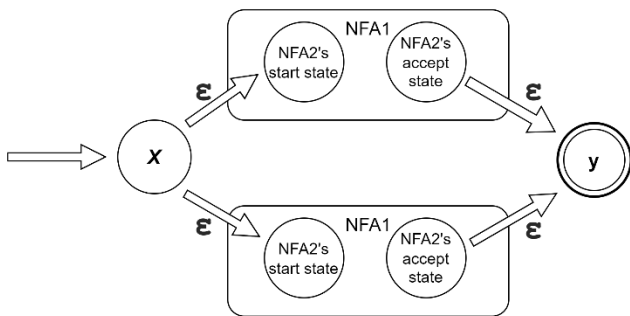 NFA1
NFA2's
start state
NFA2's
accept
state
ε
ε
x
y
NFA1
ε
ε
NFA2's
start state
NFA2's
accept
state